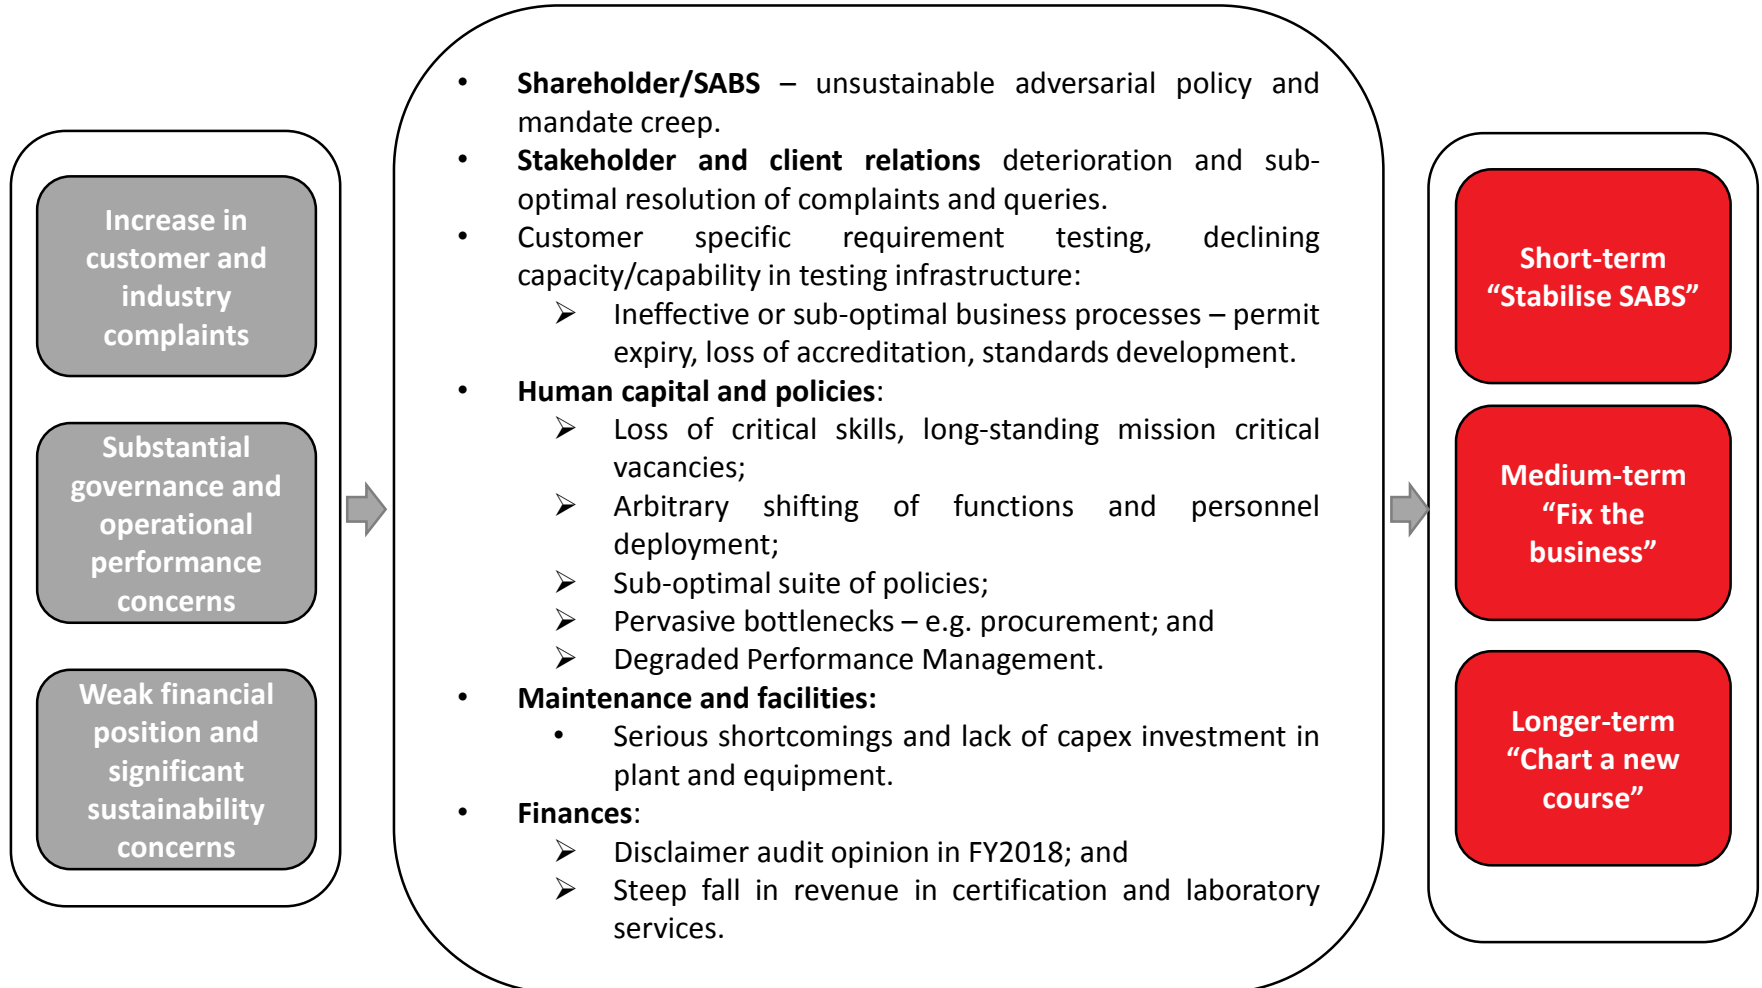 Increase in
customer and
industry
complaints
Substantial
governance and
operational
performance
concerns
Weak financial
position and
significant
sustainability
concerns
• Shareholder/SABS – unsustainable adversarial policy and
mandate creep.
• Stakeholder and client relations deterioration and sub-
optimal resolution of complaints and queries.
• Customer specific requirement testing, declining
capacity/capability in testing infrastructure:
➢ Ineffective or sub-optimal business processes – permit
expiry, loss of accreditation, standards development.
• Human capital and policies:
➢ Loss of critical skills, long-standing mission critical
vacancies;
➢ Arbitrary shifting of functions and personnel
deployment;
➢ Sub-optimal suite of policies;
➢ Pervasive bottlenecks – e.g. procurement; and
➢ Degraded Performance Management.
• Maintenance and facilities:
• Serious shortcomings and lack of capex investment in
plant and equipment.
• Finances:
➢ Disclaimer audit opinion in FY2018; and
➢ Steep fall in revenue in certification and laboratory
services.
Short-term
“Stabilise SABS”
Medium-term
“Fix the
business”
Longer-term
“Chart a new
course”